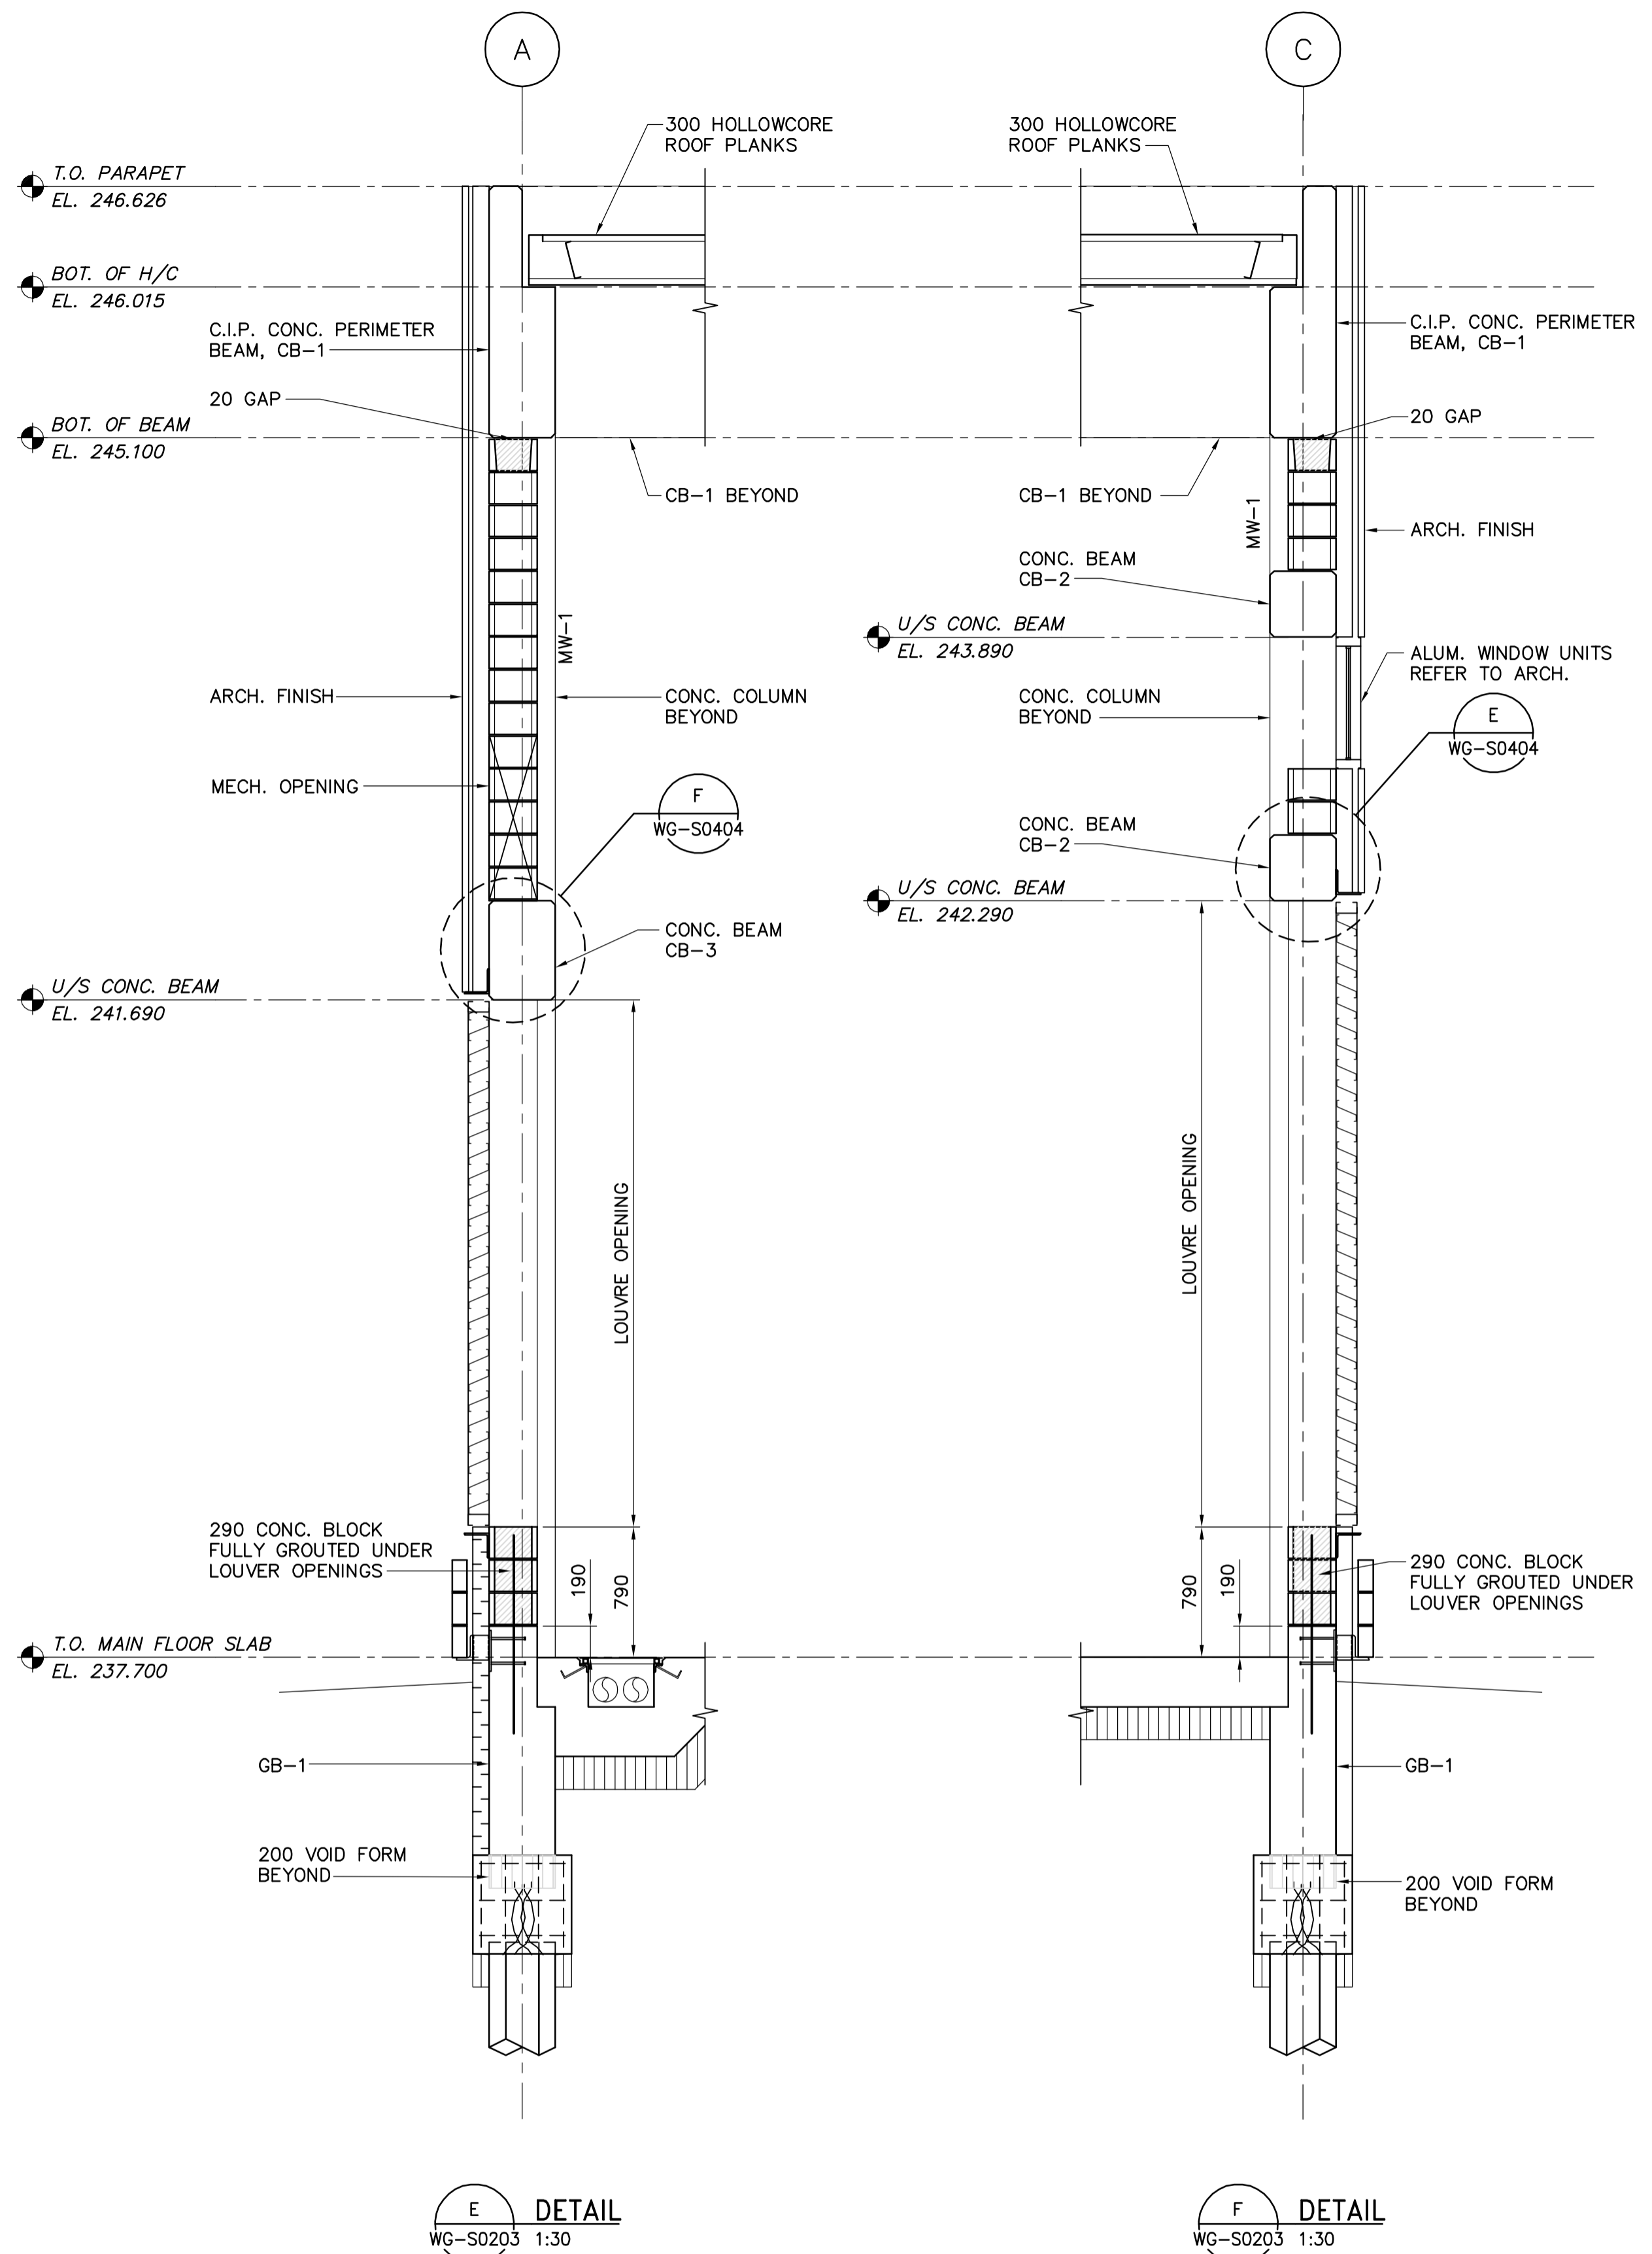 A
C
300 HOLLOWCORE
ROOF PLANKS
300 HOLLOWCORE
ROOF PLANKS
T.O. PARAPET
EL. 246.626
BOT. OF H/C
EL. 246.015
C.I.P. CONC. PERIMETER
BEAM, CB-1
C.I.P. CONC. PERIMETER
BEAM, CB-1
20 GAP
20 GAP
BOT. OF BEAM
EL. 245.100
CB-1 BEYOND
CB-1 BEYOND
MW-1
ARCH. FINISH
CONC. BEAM
CB-2
MW-1
U/S CONC. BEAM
EL. 243.890
ALUM. WINDOW UNITS
REFER TO ARCH.
ARCH. FINISH
CONC. COLUMN
BEYOND
CONC. COLUMN
BEYOND
E
WG-S0404
MECH. OPENING
F
WG-S0404
CONC. BEAM
CB-2
U/S CONC. BEAM
EL. 242.290
CONC. BEAM
CB-3
U/S CONC. BEAM
EL. 241.690
LOUVRE OPENING
LOUVRE OPENING
290 CONC. BLOCK
FULLY GROUTED UNDER
LOUVER OPENINGS
190
790
790
190
290 CONC. BLOCK
FULLY GROUTED UNDER
LOUVER OPENINGS
T.O. MAIN FLOOR SLAB
EL. 237.700
GB-1
GB-1
200 VOID FORM
BEYOND
200 VOID FORM
BEYOND
E
DETAIL
WG-S0203
1:30
F
DETAIL
WG-S0203
1:30